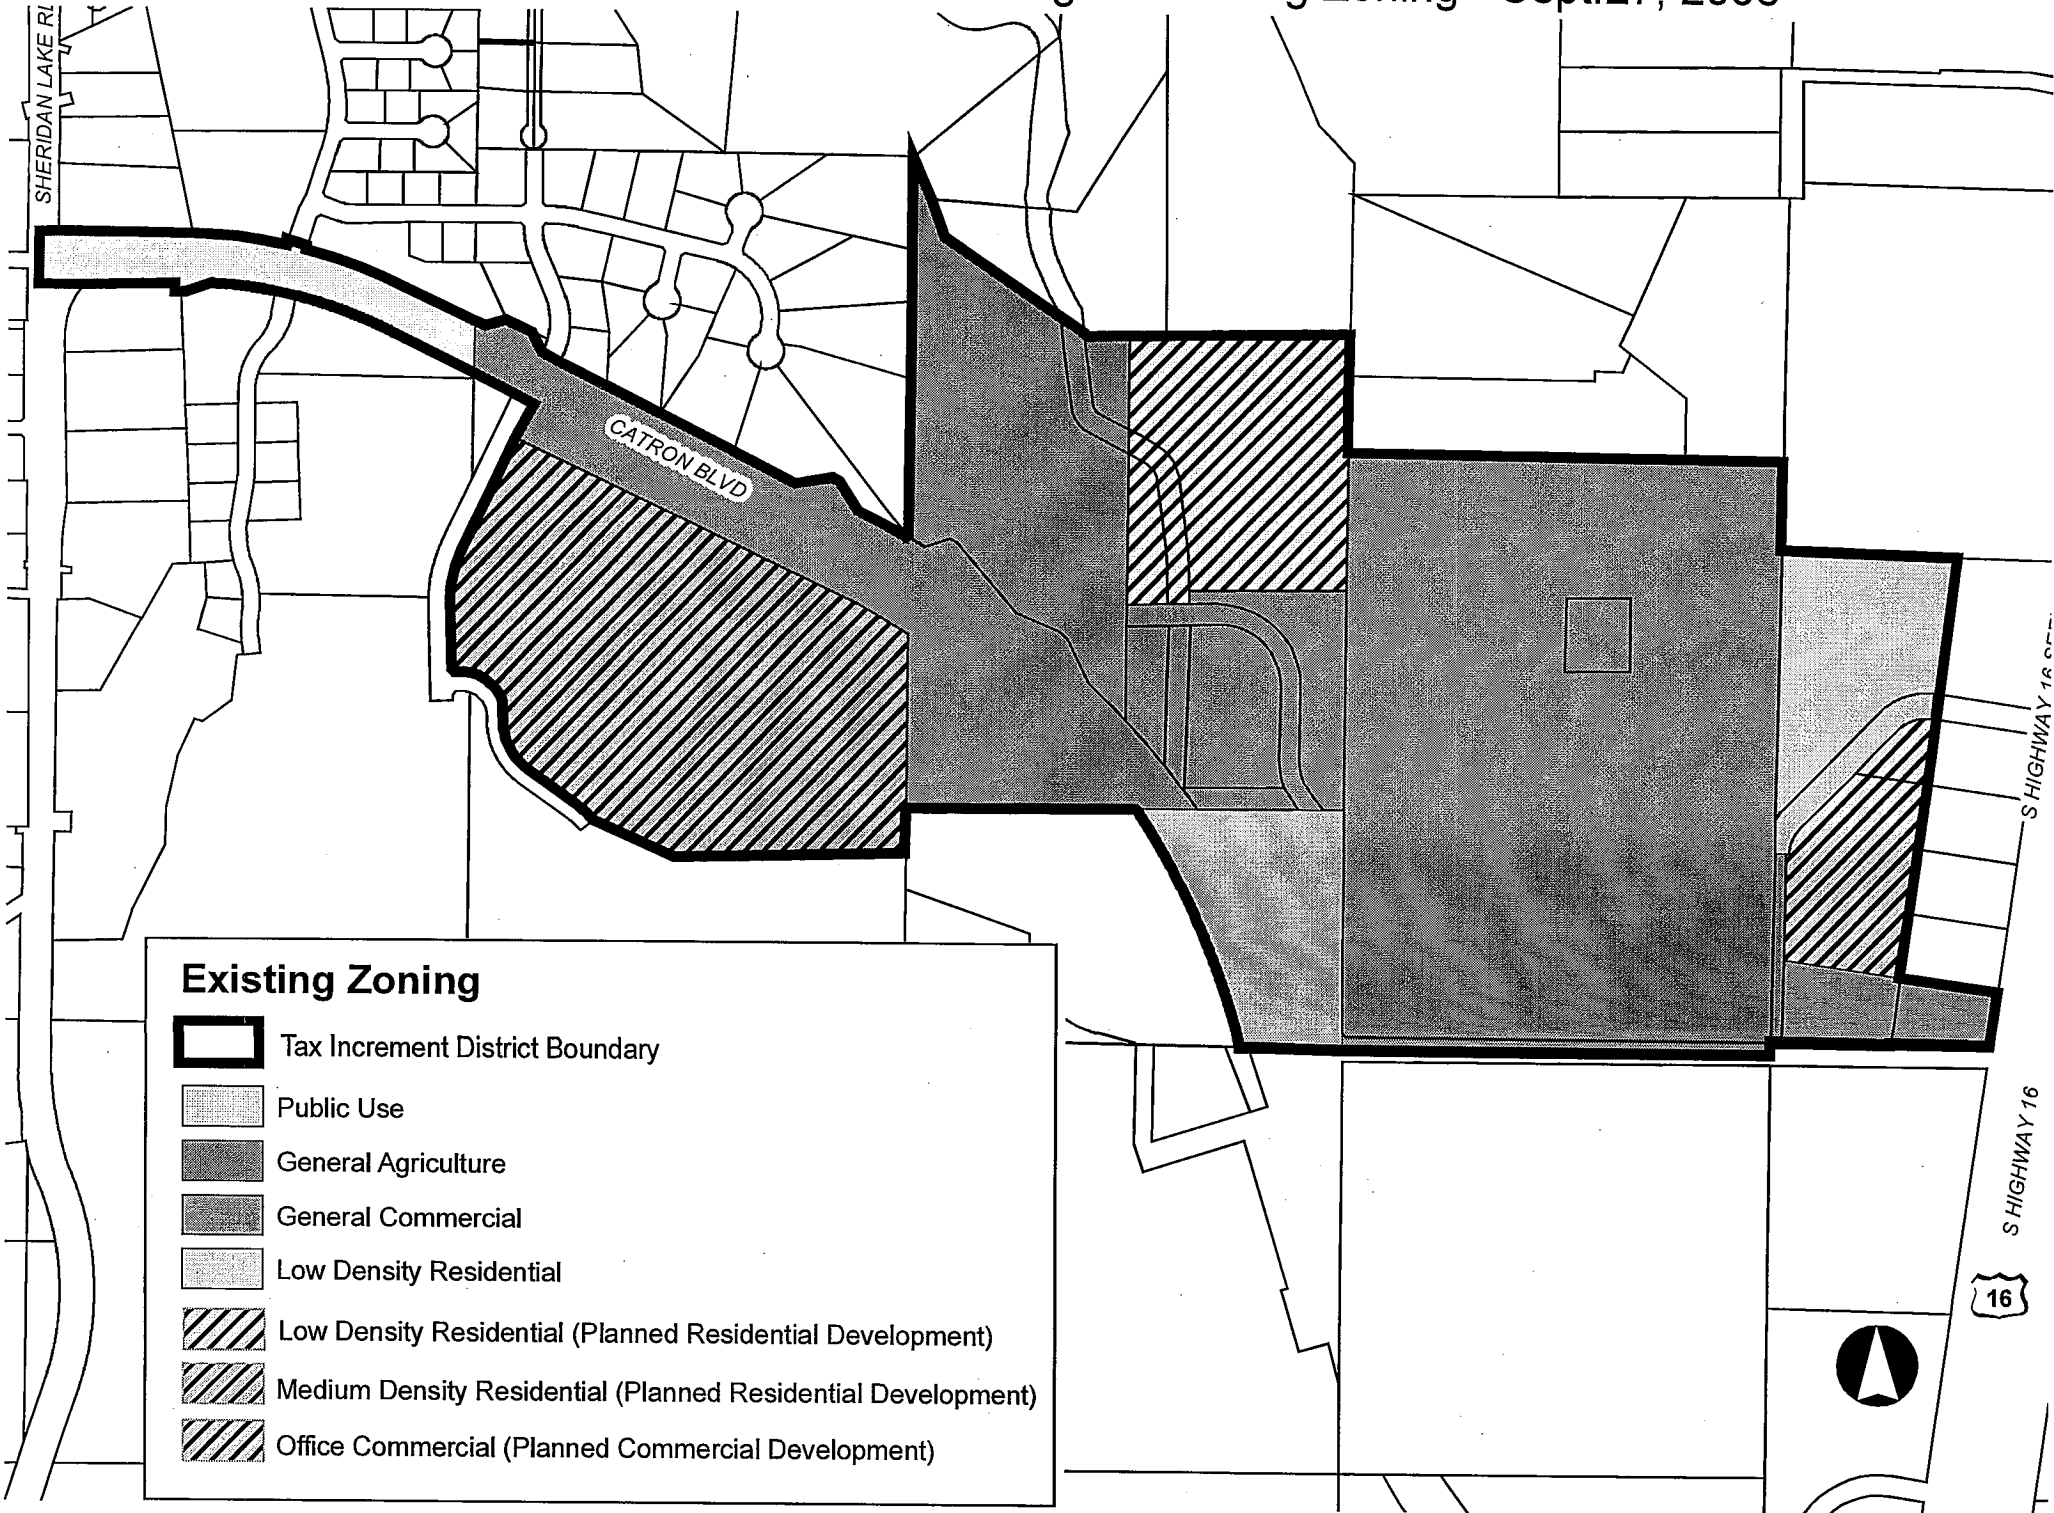 Zoning
SHERIDAN LAKE
CATRON BLVD
S HIGHWAY 16
S HIGHWAY 16
16
Existing Zoning
Tax Increment District Boundary
Public Use
General Agriculture
General Commercial
Low Density Residential
Low Density Residential (Planned Residential Development)
Medium Density Residential (Planned Residential Development)
Office Commercial (Planned Commercial Development)